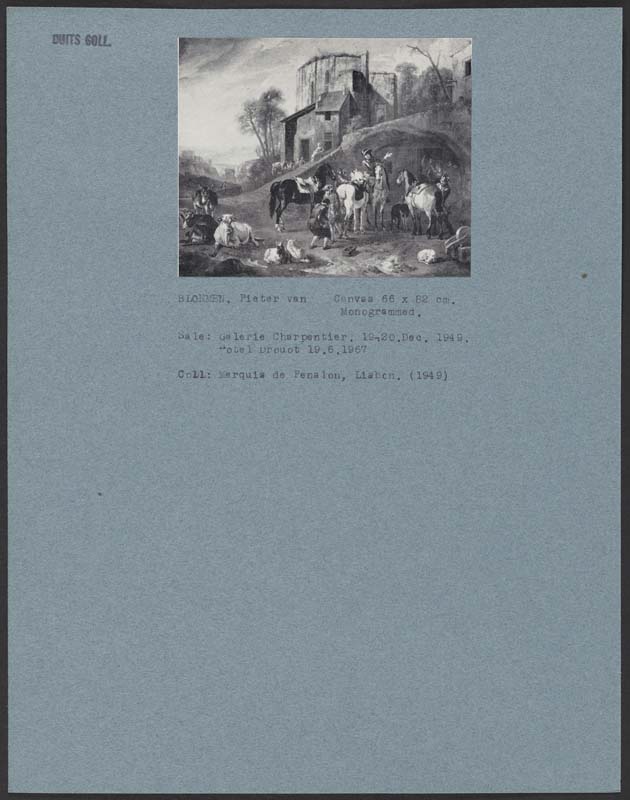 DUITS COLL.
BLOEMEN, Pieter van Canvas 66 x 82 cm.
Monogrammed.
Sale: Galerie Charpentier, 19-20.Dec. 1949.
Hotel Drouot 19.6.1967
Coll: Marquis de Penalon, Lisbon. (1949)